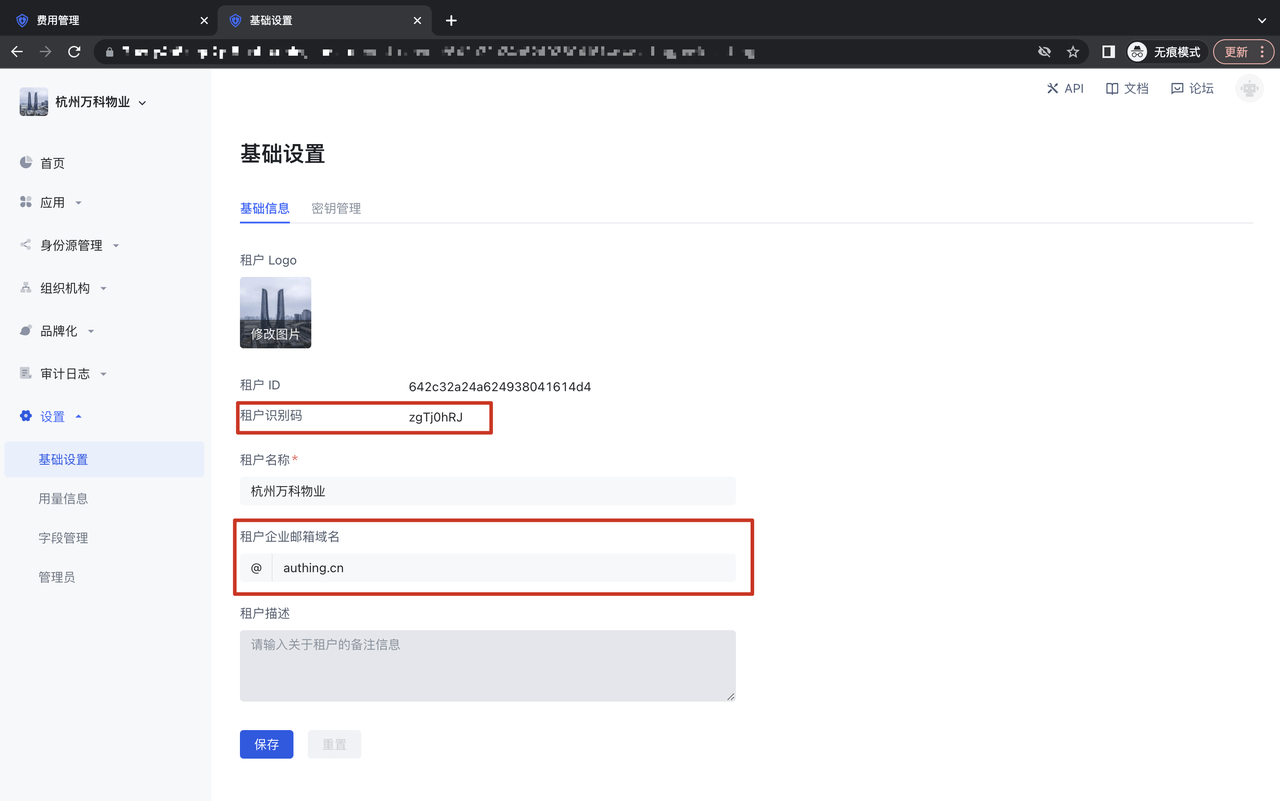 费用管理
基础设置
无痕模式
更新
杭州万科物业
API
文档
论坛
首页
应用
身份源管理
组织机构
品牌化
审计日志
设置
基础设置
用量信息
字段管理
管理员
基础设置
基础信息
密钥管理
租户 Logo
修改图片
租户 ID
642c32a24a624938041614d4
租户识别码
zgTj0hRJ
租户名称*
杭州万科物业
租户企业邮箱域名
@
authing.cn
租户描述
请输入关于租户的备注信息
保存
重置